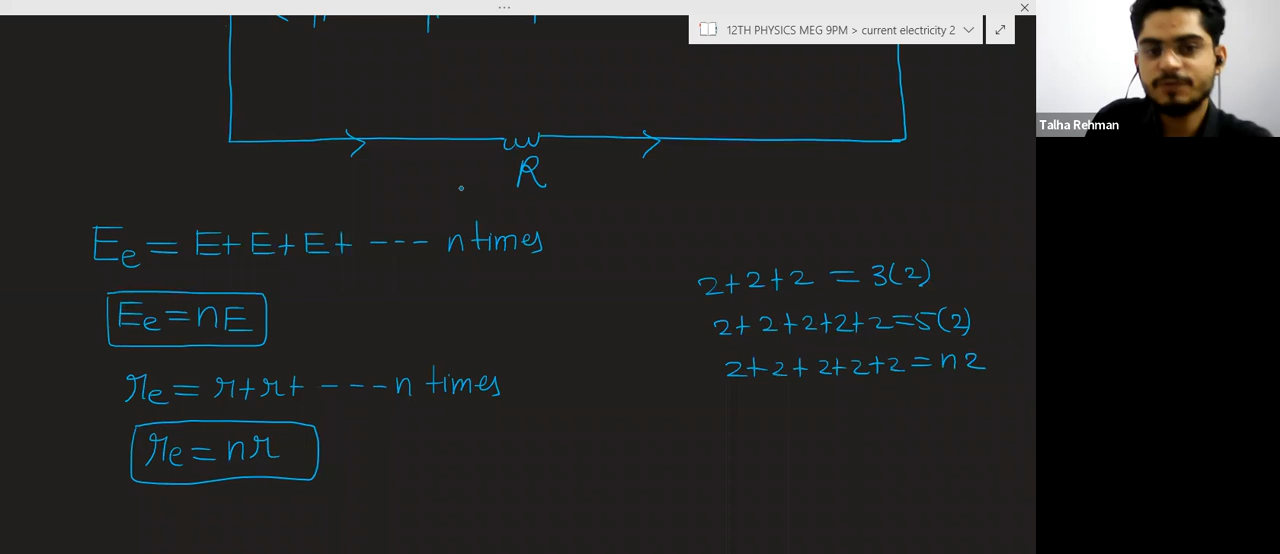 12TH PHYSICS MEG 9PM > current electricity 2
Talha Rehman
R
Ee = E+ E+ E+ --- n times
Ee = nE
re = r+r+ ---- n times
re = nr
2+2+2 = 3(2)
2+2+2+2+2=5(2)
2+2+2+2+2=n2